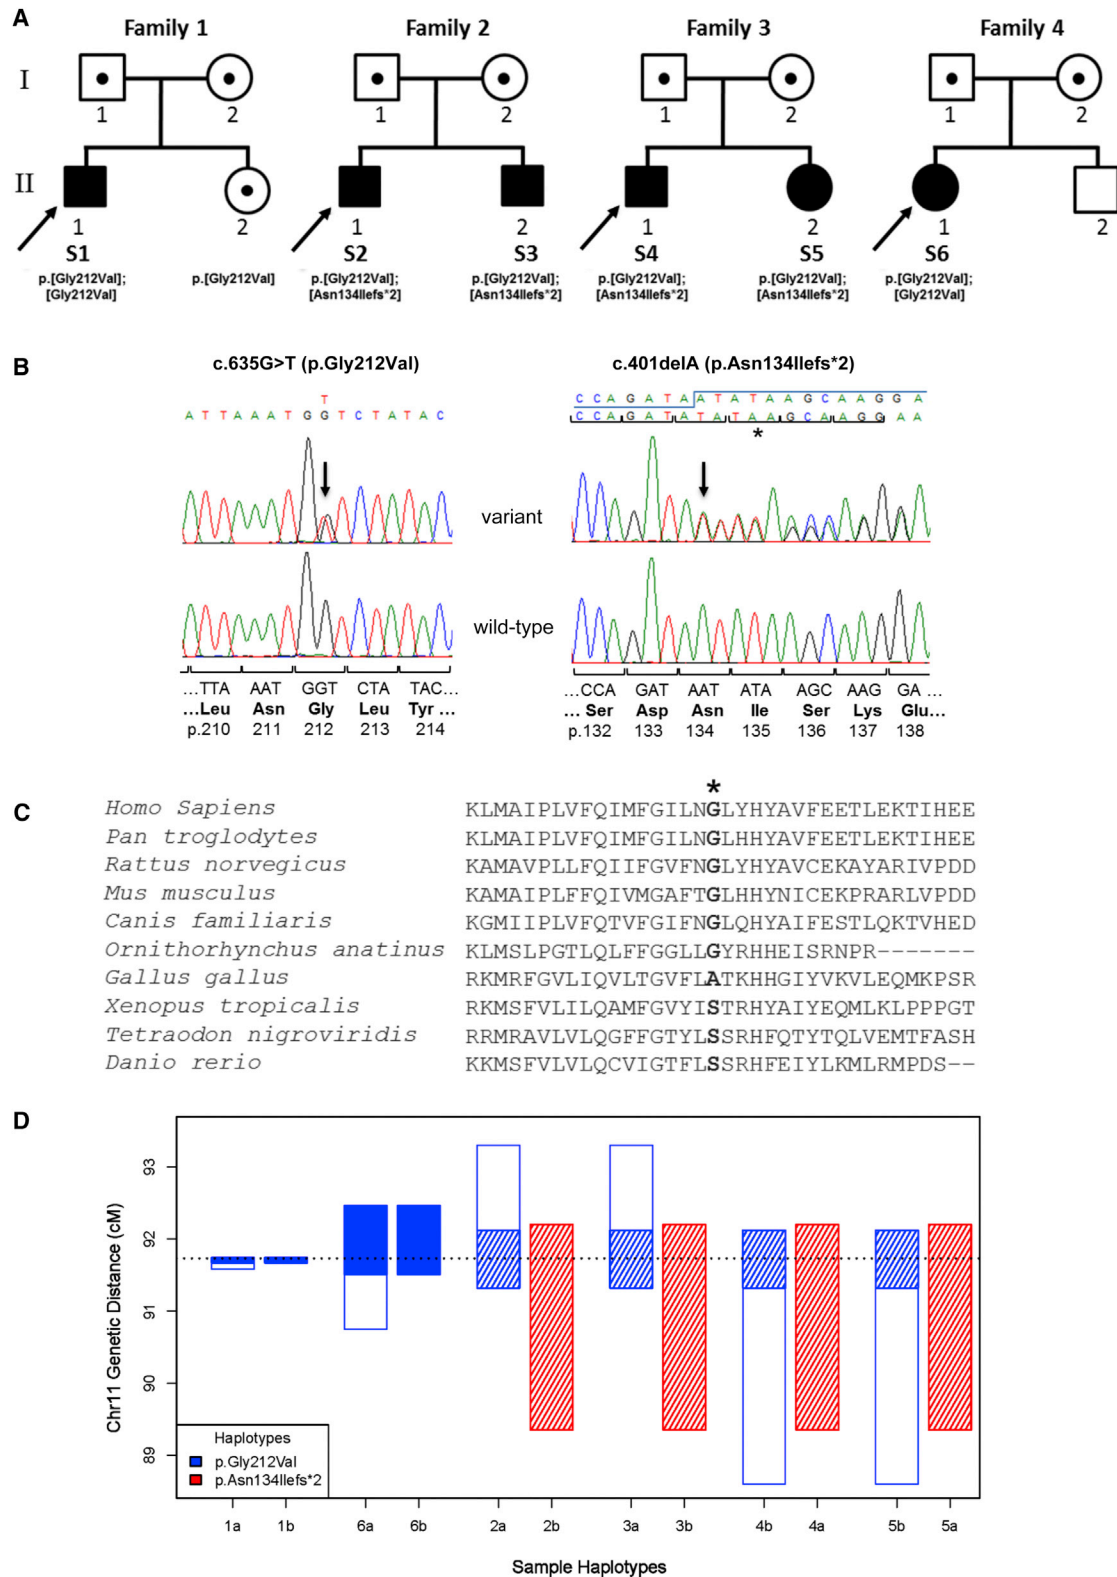 A
Family 1 Family 2 Family 3 Family 4
I
1 2 1 2 1 2 1 2
II
1 2 1 2 1 2 1 2
S1 S2 S3 S4 S5 S6
p.[Gly212Val]; p.[Gly212Val] p.[Gly212Val]; p.[Gly212Val]; p.[Gly212Val]; p.[Gly212Val]; p.[Gly212Val];
[Gly212Val] [Asn134Ilefs*2] [Asn134Ilefs*2] [Asn134Ilefs*2] [Asn134Ilefs*2] [Gly212Val]
B
c.635G>T (p.Gly212Val) c.401delA (p.Asn134Ilefs*2)
T
A T T A A A T G G T C T A T A C
C C A G A T A A T A T A A G C A A G G A
C C A G A T A T A T A A G C A A G G A A
*
variant
wild-type
...TTA AAT GGT CTA TAC... ...CCA GAT AAT ATA AGC AAG GA ...
...Leu Asn Gly Leu Tyr ... ... Ser Asp Asn Ile Ser Lys Glu...
p.210 211 212 213 214 p.132 133 134 135 136 137 138
C
*
Homo Sapiens KLMAIPLVFQIMFGILNGLYHYAVFEETLEKTIHEE
Pan troglodytes KLMAIPLVFQIMFGILNGLHHYAVFEETLEKTIHEE
Rattus norvegicus KAMAVPLLFQIIFGVFNGLYHYAVCEKAYARIVPDD
Mus musculus KAMAIPLFFQIVMGAFTGLHHYNICEKPRARLVPDD
Canis familiaris KGMIIPLVFQTVFGIFNGLQHYAIFESTLQKTVHED
Ornithorhynchus anatinus KLMSLPGTLQLFFGGLLGYRHHEISRNPR-------
Gallus gallus RKMRFGVLIQVLTGVFLATKHHGIYVKVLEQMKPSR
Xenopus tropicalis RKMSFVLILQAMFGVYISTRHYAIYEQMLKLPPPGT
Tetraodon nigroviridis RRMRAVLVLQGFFGTYLSSRHFQTYTQLVEMTFASH
Danio rerio KKMSFVLVLQCVIGTFLSSRHFEIYLKMLRMPDS--
D
Chr11 Genetic Distance (cM)
93
92
91
90
89
Haplotypes
p.Gly212Val
p.Asn134Ilefs*2
1a 1b 6a 6b 2a 2b 3a 3b 4b 4a 5b 5a
Sample Haplotypes